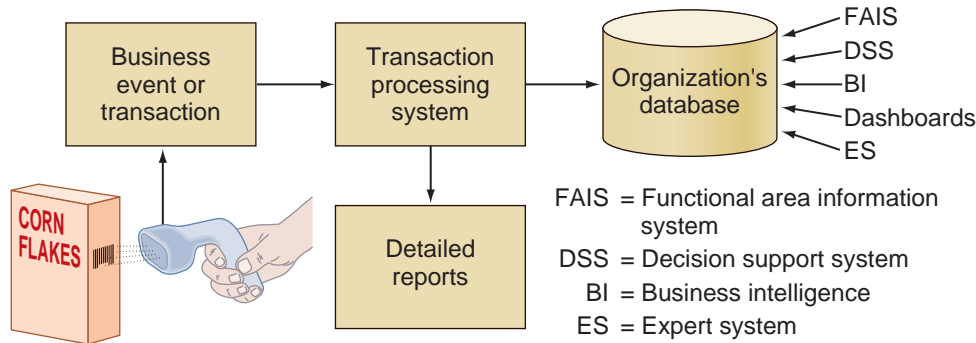 Business
event or
transaction
Transaction
processing
system
Organization's
database
FAIS
DSS
BI
Dashboards
ES
CORN
FLAKES
Detailed
reports
FAIS = Functional area information
system
DSS = Decision support system
BI = Business intelligence
ES = Expert system